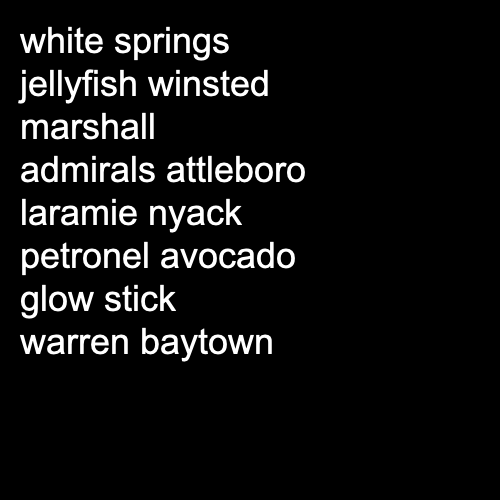 white springs
jellyfish winsted
marshall
admirals attleboro
laramie nyack
petronel avocado
glow stick
warren baytown